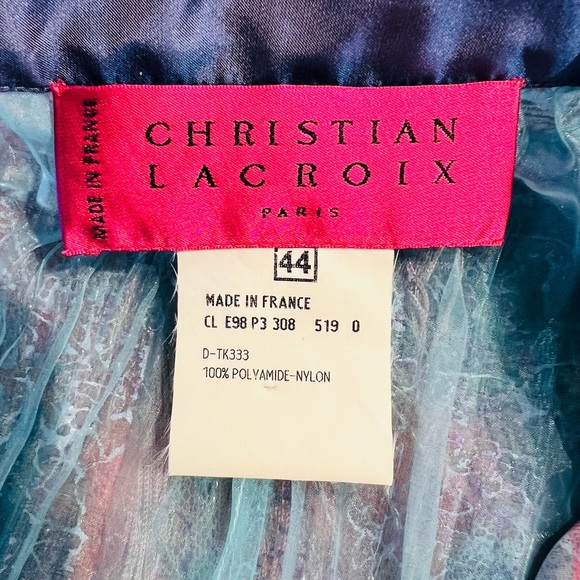 MADE IN FRANCE
CHRISTIAN
LACROIX
PARIS
44
MADE IN FRANCE
CL E98 P3 308 519 0
D-TK333
100% POLYAMIDE-NYLON